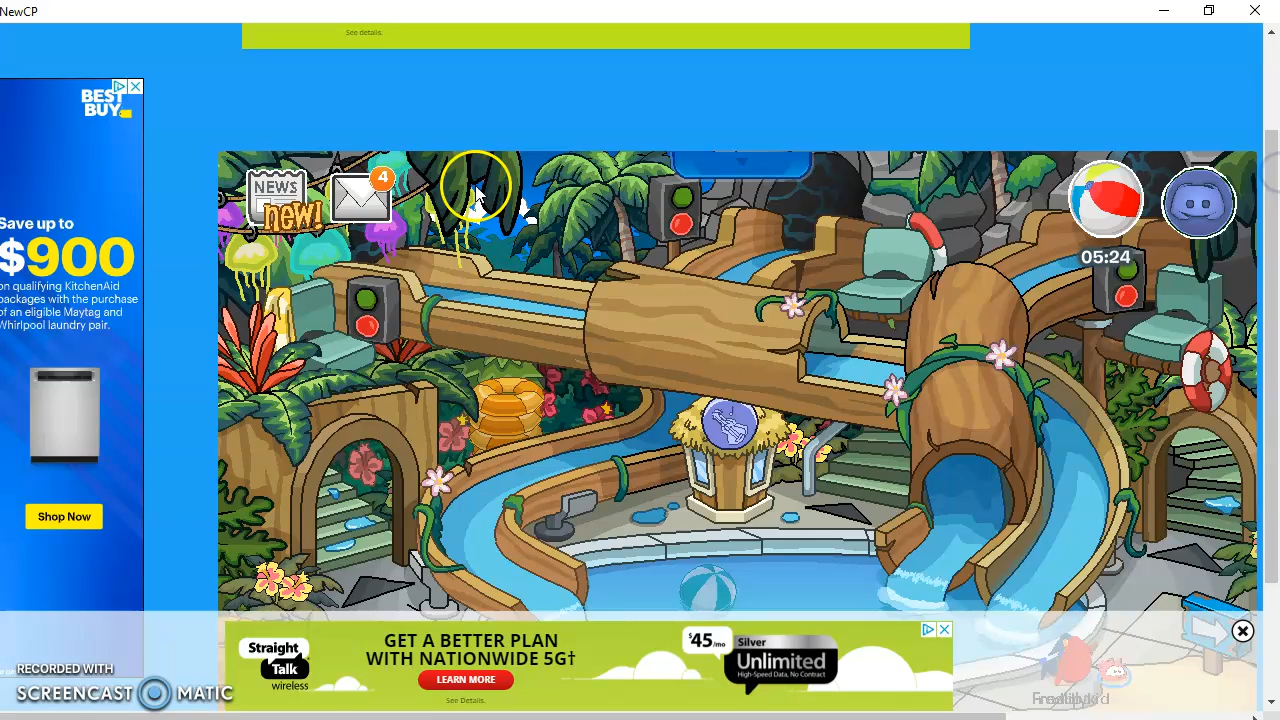 NewCP
See details.
BEST
BUY
Save up to
$900
on qualifying KitchenAid
packages with the purchase
of an eligible Maytag and
Whirlpool laundry pair.
Shop Now
NEWS
new!
4
05:24
Straight
Talk
wireless
GET A BETTER PLAN
WITH NATIONWIDE 5G†
LEARN MORE
See Details.
$45/mo
Silver
Unlimited
High-Speed Data, No Contract
RECORDED WITH
SCREENCAST MATIC